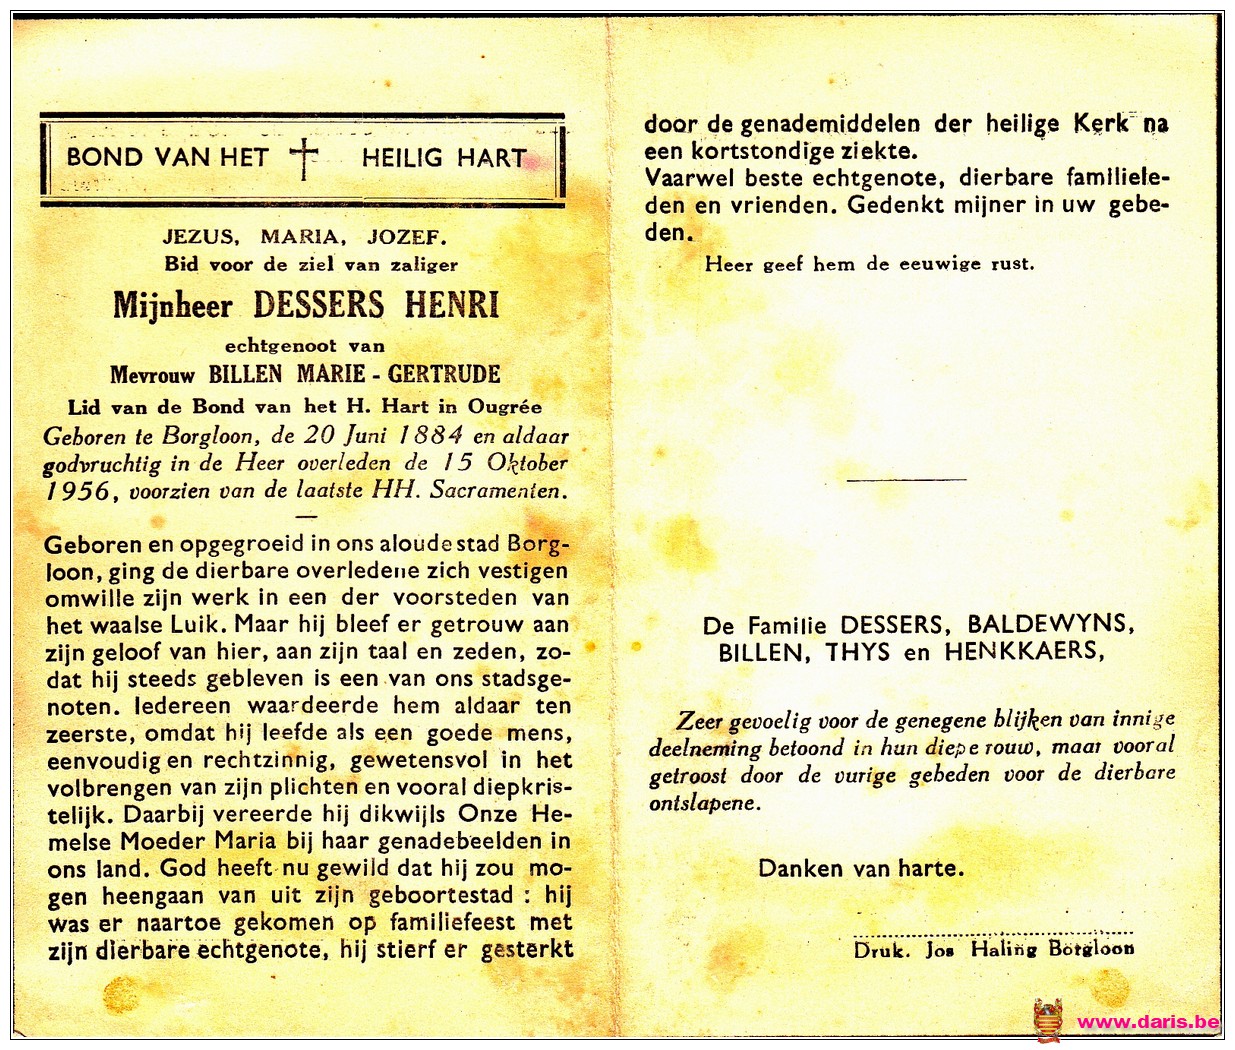 BOND VAN HET HEILIG HART
JEZUS, MARIA, JOZEF.
Bid voor de ziel van zaliger
Mijnheer DESSERS HENRI
echtgenoot van
Mevrouw BILLEN MARIE - GERTRUDE
Lid van de Bond van het H. Hart in Ougrée
Geboren te Borgloon, de 20 Juni 1884 en aldaar
godvruchtig in de Heer overleden de 15 Oktober
1956, voorzien van de laatste HH. Sacramenten.
Geboren en opgegroeid in ons aloude stad Borg-
loon, ging de dierbare overledene zich vestigen
omwille zijn werk in een der voorsteden van
het waalse Luik. Maar hij bleef er getrouw aan
zijn geloof van hier, aan zijn taal en zeden, zo-
dat hij steeds gebleven is een van ons stadsge-
noten. Iedereen waardeerde hem aldaar ten
zeerste, omdat hij leefde als een goede mens,
eenvoudig en rechtzinnig, gewetensvol in het
volbrengen van zijn plichten en vooral diepkris-
telijk. Daarbij vereerde hij dikwijls Onze He-
melse Moeder Maria bij haar genadebeelden in
ons land. God heeft nu gewild dat hij zou mo-
gen heengaan van uit zijn geboortestad : hij
was er naartoe gekomen op familiefeest met
zijn dierbare echtgenote, hij stierf er gesterkt
door de genademiddelen der heilige Kerk na
een kortstondige ziekte.
Vaarwel beste echtgenote, dierbare familiele-
den en vrienden. Gedenkt mijner in uw gebe-
den.
Heer geef hem de eeuwige rust.
De Familie DESSERS, BALDEWYNS,
BILLEN, THYS en HENKKAERS,
Zeer gevoelig voor de genegene blijken van innige
deelneming betoond in hun diepe rouw, maar vooral
getroost door de vurige gebeden voor de dierbare
ontslapene.
Danken van harte.
Druk. Jos Haling Borgloon
www.daris.be